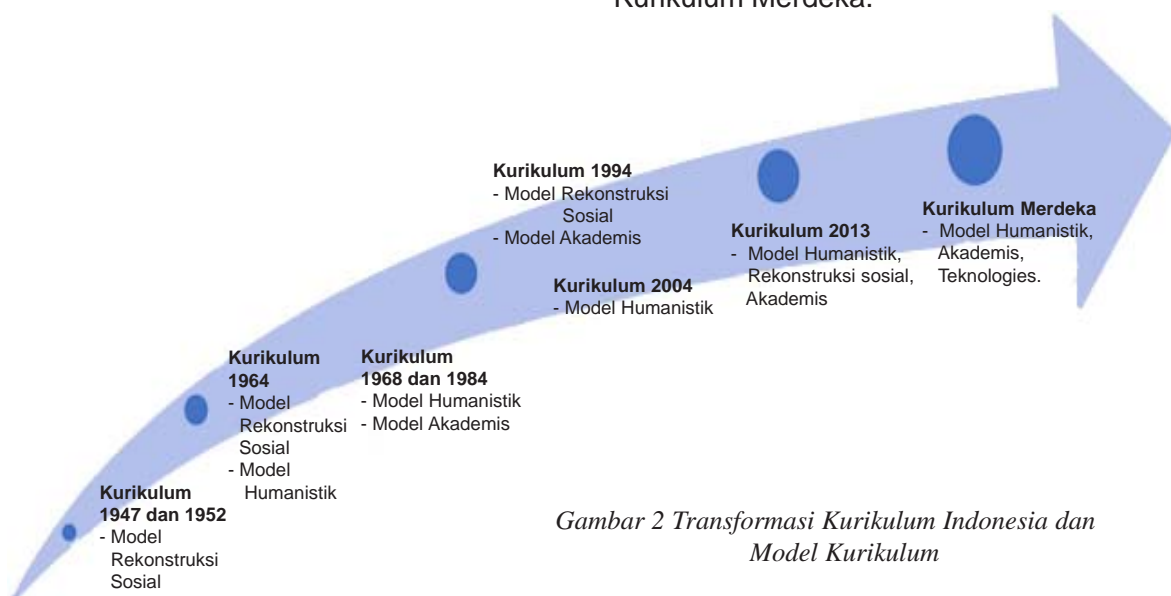 Kurikulum Merdeka.
Kurikulum 1994
- Model Rekonstruksi
Sosial
- Model Akademis
Kurikulum Merdeka
- Model Humanistik,
Akademis,
Teknologies.
Kurikulum 2013
- Model Humanistik,
Rekonstruksi sosial,
Akademis
Kurikulum 2004
- Model Humanistik
Kurikulum
1964
- Model
Rekonstruksi
Sosial
- Model
Humanistik
Kurikulum
1968 dan 1984
- Model Humanistik
- Model Akademis
Kurikulum
1947 dan 1952
- Model
Rekonstruksi
Sosial
Gambar 2 Transformasi Kurikulum Indonesia dan
Model Kurikulum